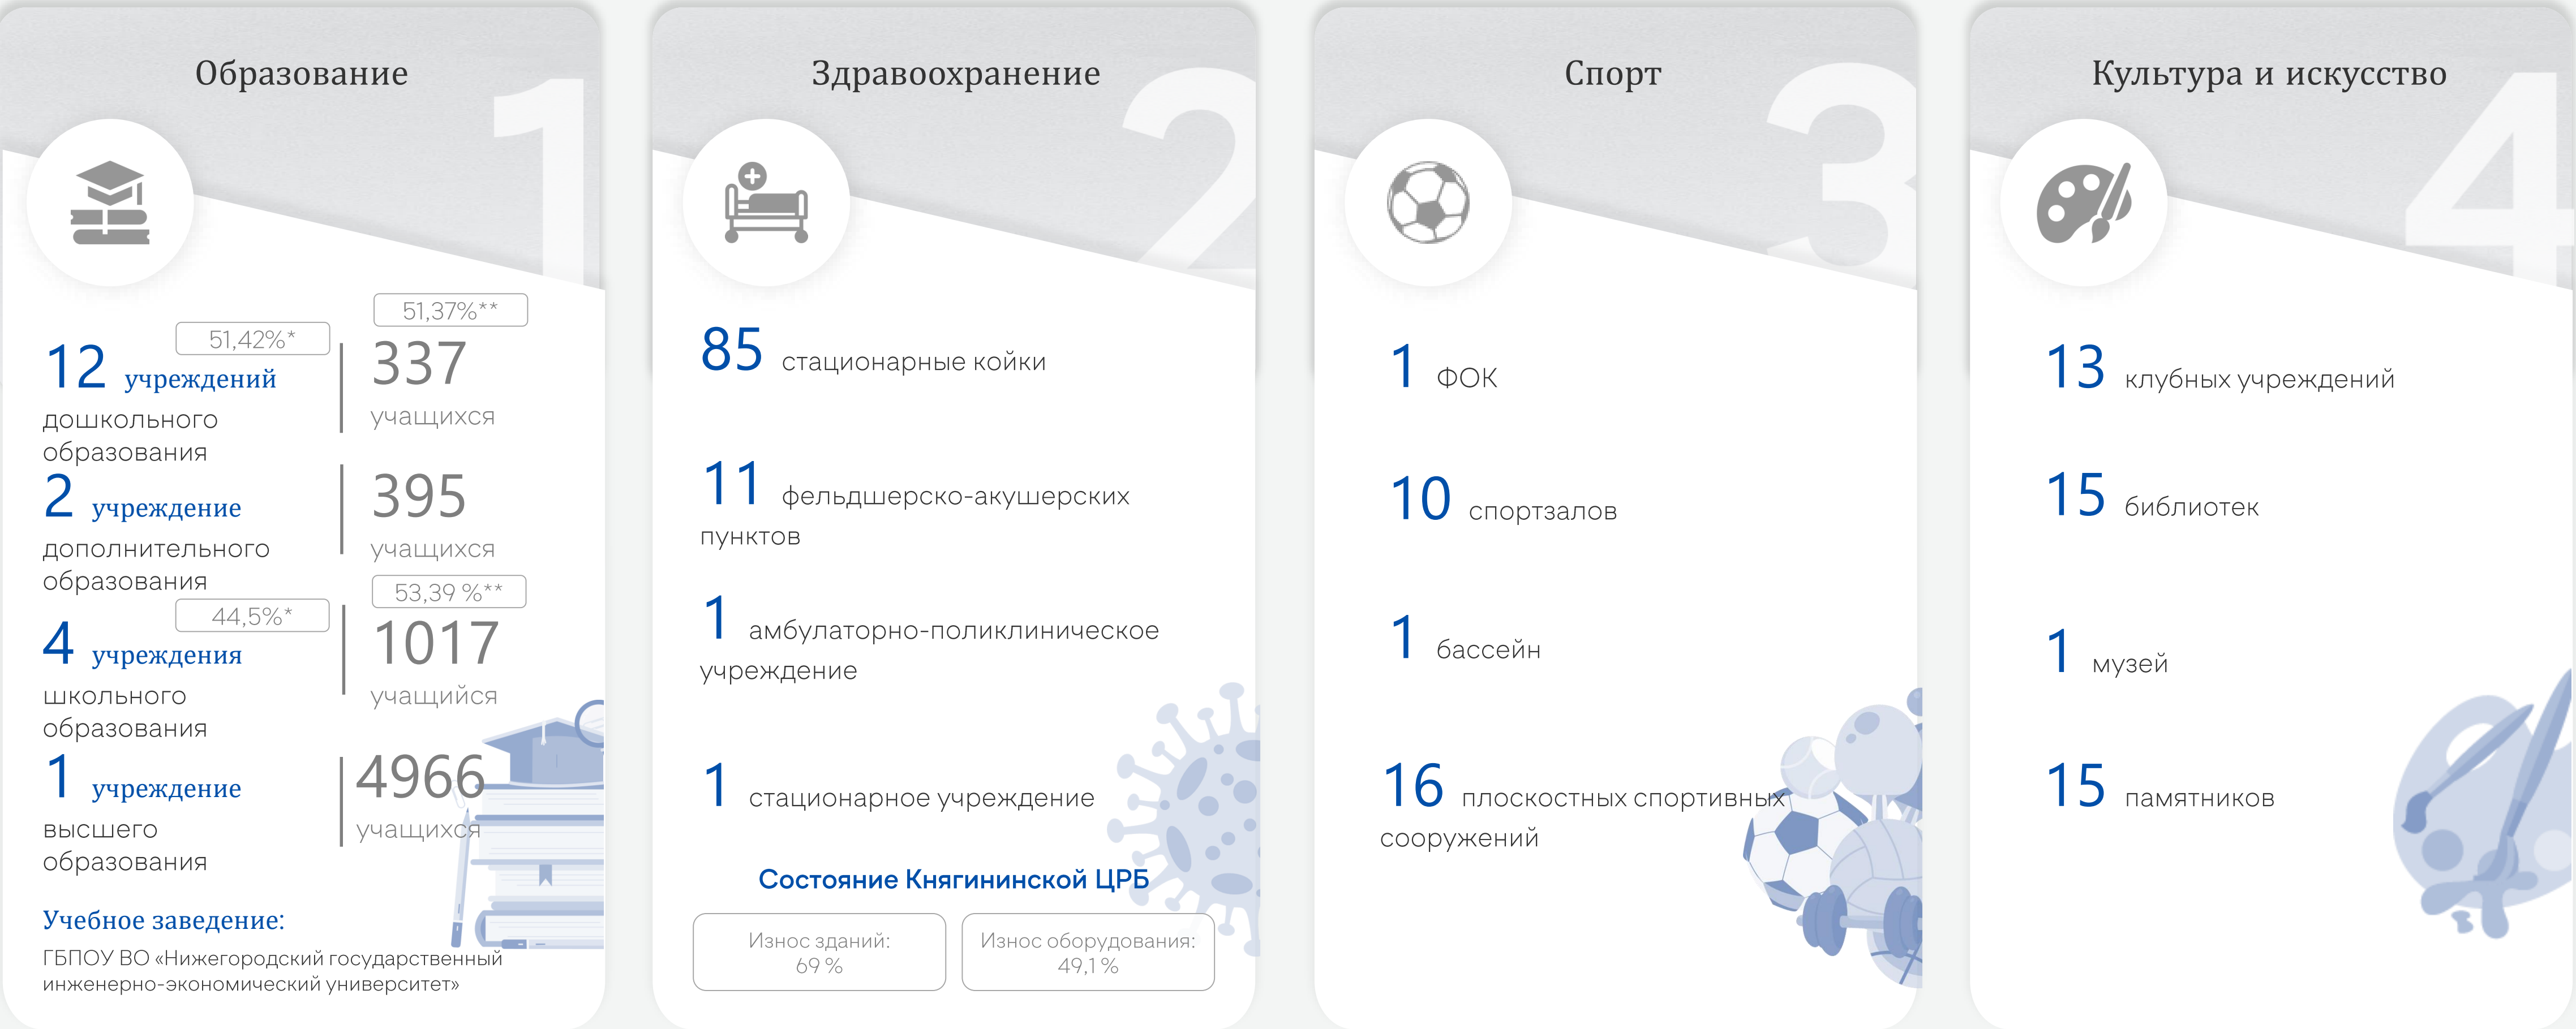 Образование
1
51,37%**
51,42%*
12 учреждений
дошкольного
образования
337
учащихся
2 учреждение
дополнительного
образования
395
учащихся
53,39 %**
44,5%*
4 учреждения
школьного
образования
1017
учащийся
1 учреждение
высшего
образования
4966
учащихся
Учебное заведение:
ГБПОУ ВО «Нижегородский государственный
инженерно-экономический университет»
Здравоохранение
2
85 стационарные койки
11 фельдшерско-акушерских
пунктов
1 амбулаторно-поликлиническое
учреждение
1 стационарное учреждение
Состояние Княгининской ЦРБ
Износ зданий:
69 %
Износ оборудования:
49,1 %
Спорт
3
1 ФОК
10 спортзалов
1 бассейн
16 плоскостных спортивных
сооружений
Культура и искусство
4
13 клубных учреждений
15 библиотек
1 музей
15 памятников